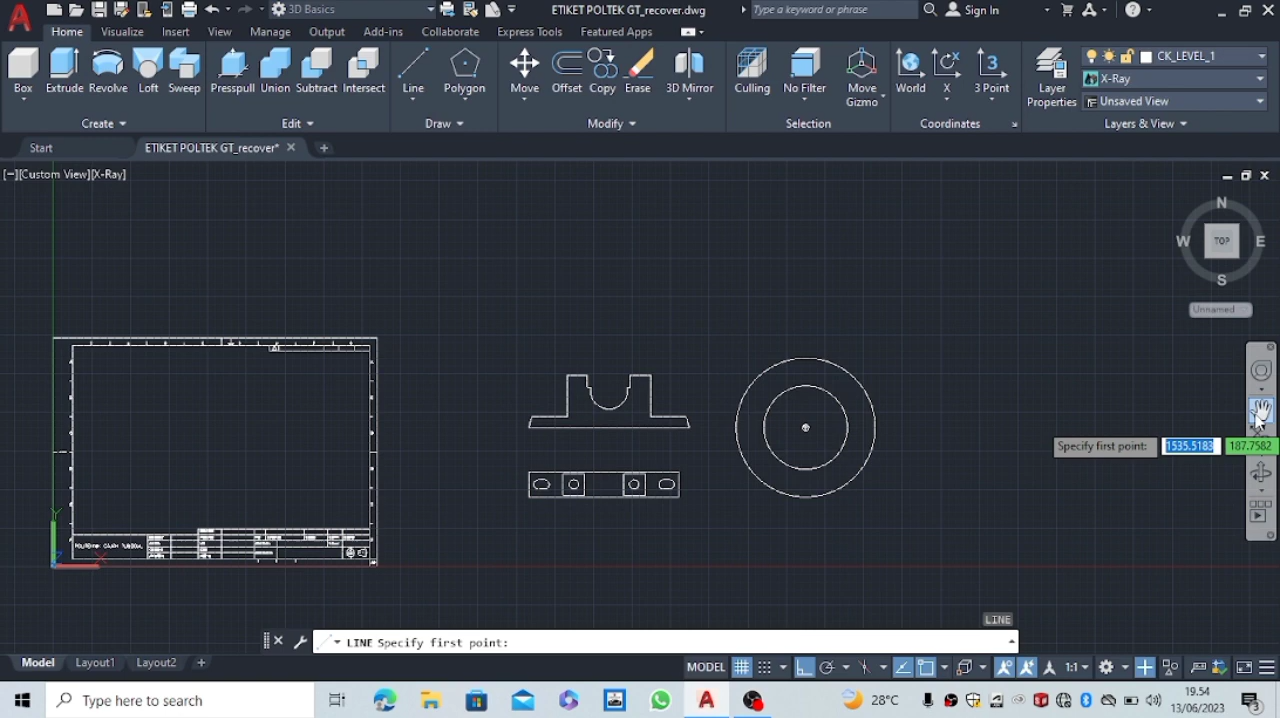 3D Basics
ETIKET POLTEK GT_recover.dwg
Type a keyword or phrase
Sign In
Home Visualize Insert View Manage Output Add-ins Collaborate Express Tools Featured Apps
Box Extrude Revolve Loft Sweep
Presspull Union Subtract Intersect
Line Polygon
Move Offset Copy Erase 3D Mirror
Culling No Filter Move Gizmo
World X 3 Point
Layer Properties
CK_LEVEL_1
X-Ray
Unsaved View
Create Edit Draw Modify Selection Coordinates Layers & View
Start ETIKET POLTEK GT_recover*
[−][Custom View][X-Ray]
N
W TOP E
S
Unnamed
Specify first point: 1535.5183 187.7582
LINE
LINE Specify first point:
Model Layout1 Layout2 +
MODEL 1:1
Type here to search
28°C
19.54
13/06/2023
3